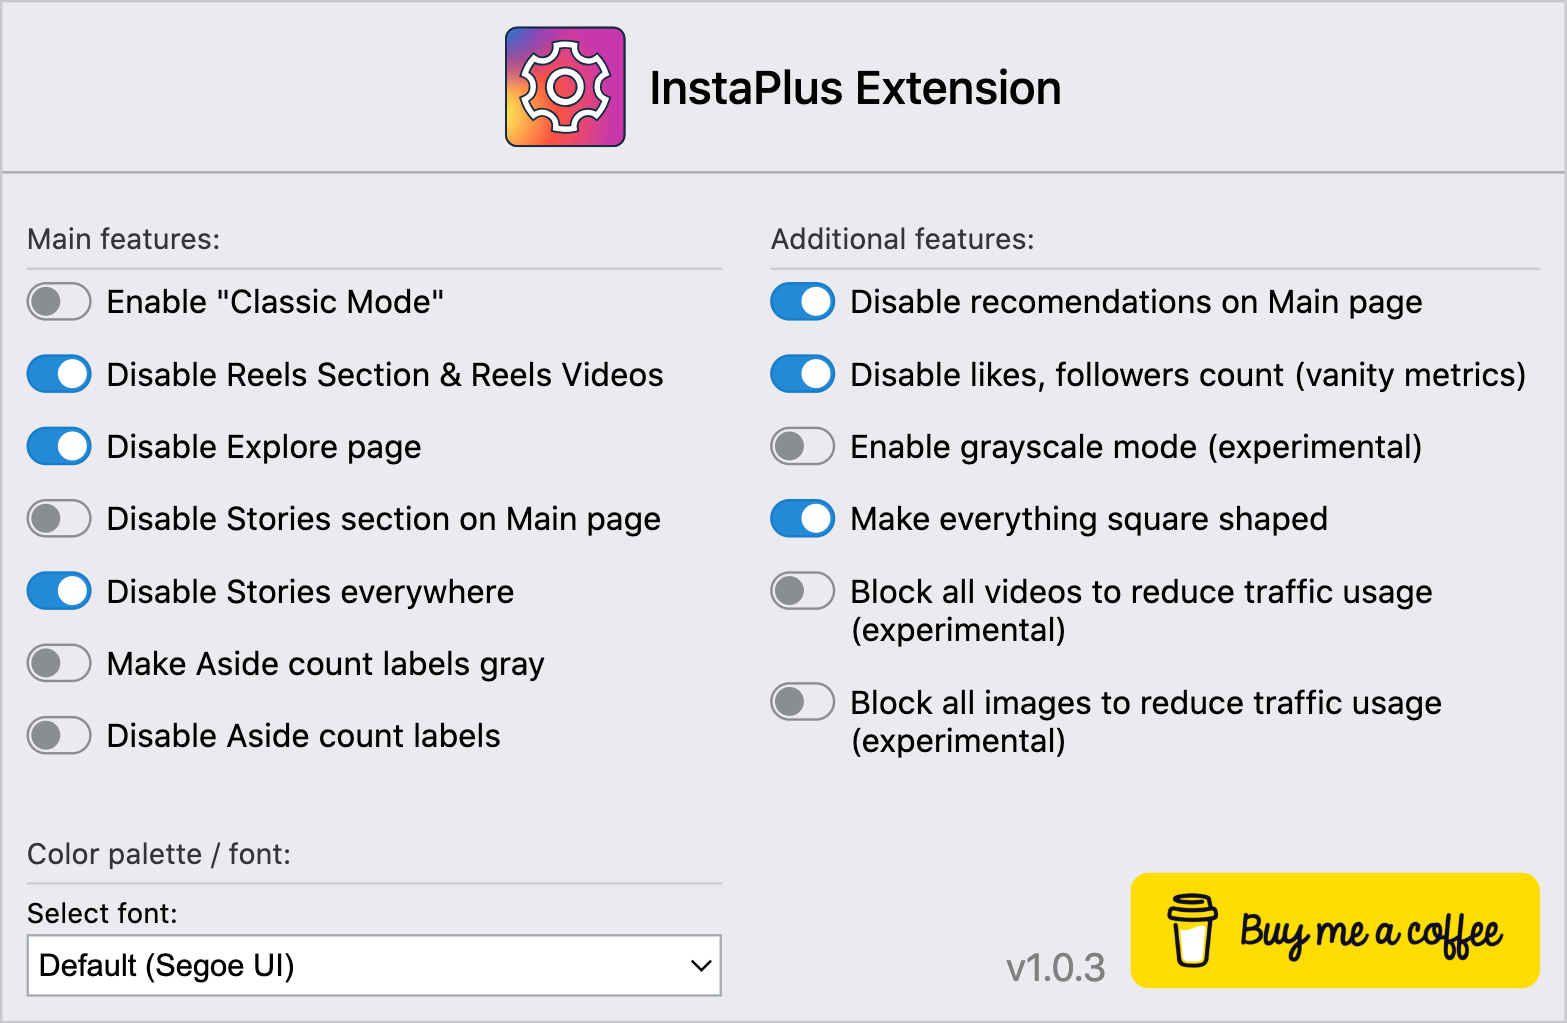 InstaPlus Extension
Main features:
Enable "Classic Mode"
Disable Reels Section & Reels Videos
Disable Explore page
Disable Stories section on Main page
Disable Stories everywhere
Make Aside count labels gray
Disable Aside count labels
Additional features:
Disable recomendations on Main page
Disable likes, followers count (vanity metrics)
Enable grayscale mode (experimental)
Make everything square shaped
Block all videos to reduce traffic usage
(experimental)
Block all images to reduce traffic usage
(experimental)
Color palette / font:
Select font:
Default (Segoe UI)
v1.0.3
Buy me a coffee